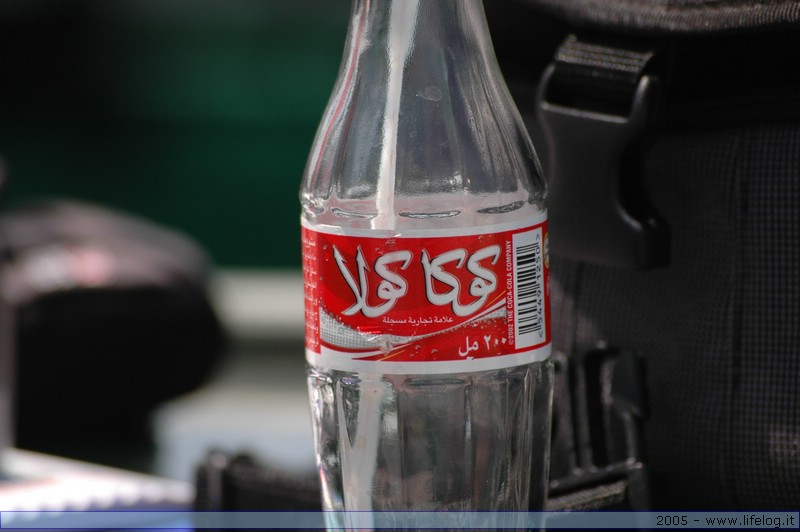 كوكا كولا
علامة تجارية مسجلة
٢٠٠ مل
©2002 THE COCA-COLA COMPANY
2005 - www.lifelog.it